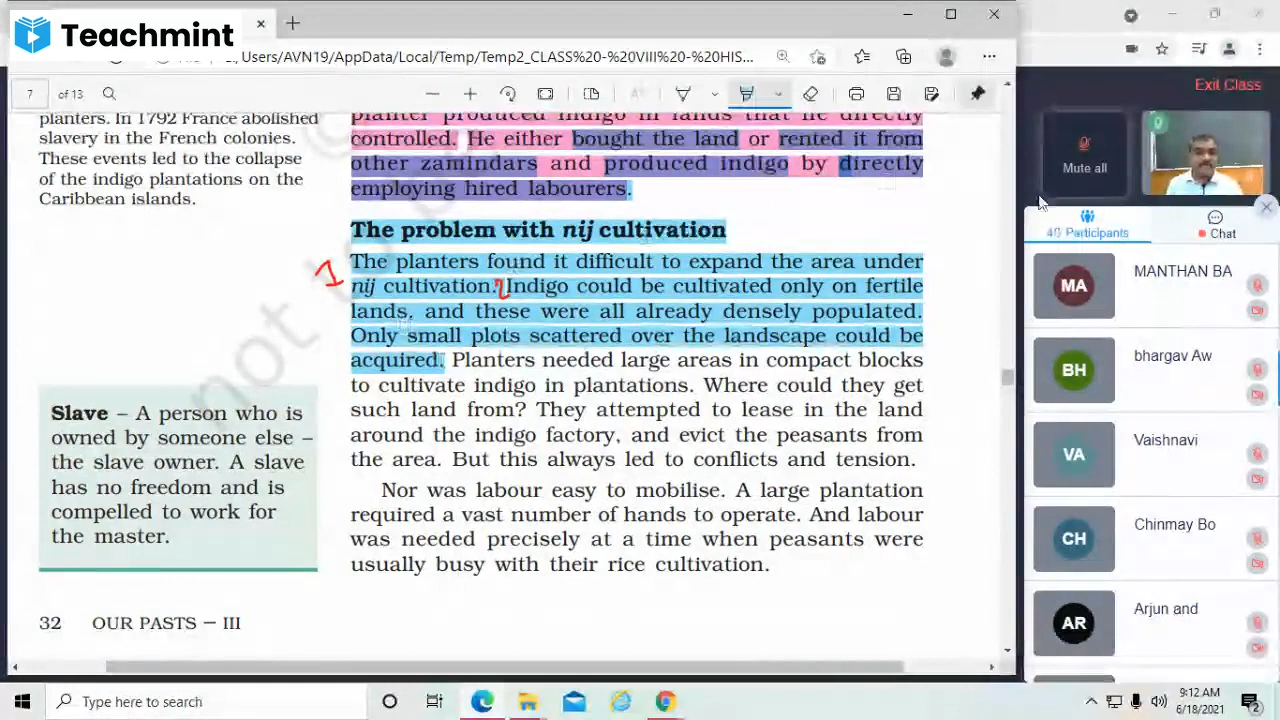 Teachmint
Users/AVN19/AppData/Local/Temp/Temp2_CLASS%20-%20VIII%20-%20HIS...
7 of 13
Exit Class
Mute all
planters. In 1792 France abolished
slavery in the French colonies.
These events led to the collapse
of the indigo plantations on the
Caribbean islands.
planter produced indigo in lands that he directly
controlled. He either bought the land or rented it from
other zamindars and produced indigo by directly
employing hired labourers.
The problem with nij cultivation
I
The planters found it difficult to expand the area under
nij cultivation. Indigo could be cultivated only on fertile
lands, and these were all already densely populated.
Only small plots scattered over the landscape could be
acquired. Planters needed large areas in compact blocks
to cultivate indigo in plantations. Where could they get
such land from? They attempted to lease in the land
around the indigo factory, and evict the peasants from
the area. But this always led to conflicts and tension.
Nor was labour easy to mobilise. A large plantation
required a vast number of hands to operate. And labour
was needed precisely at a time when peasants were
usually busy with their rice cultivation.
not to b
Slave – A person who is
owned by someone else –
the slave owner. A slave
has no freedom and is
compelled to work for
the master.
32 OUR PASTS – III
Participants
Chat
MA MANTHAN BA
BH bhargav Aw
VA Vaishnavi
CH Chinmay Bo
AR Arjun and
Type here to search
9:12 AM
6/18/2021
2